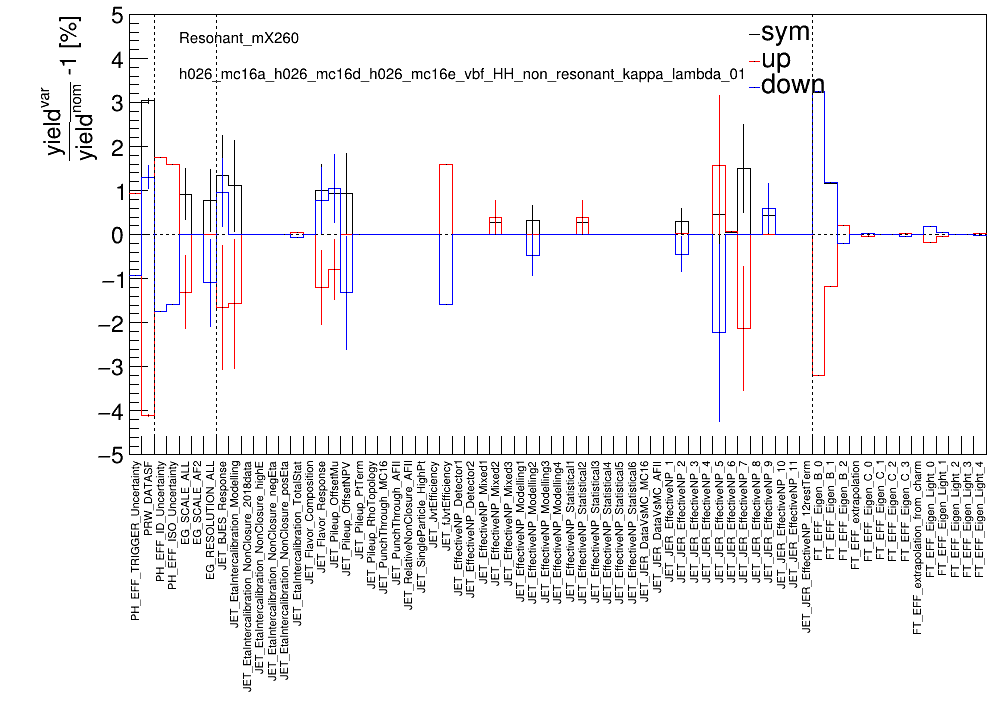 yield^var / yield^nom -1 [%]
5
4
3
2
1
0
−1
−2
−3
−4
−5
Resonant_mX260
h026_mc16a_h026_mc16d_h026_mc16e_vbf_HH_non_resonant_kappa_lambda_01
sym
up
down
PH_EFF_TRIGGER_Uncertainty
PRW_DATASF
PH_EFF_ID_Uncertainty
PH_EFF_ISO_Uncertainty
EG_SCALE_ALL
EG_SCALE_AF2
EG_RESOLUTION_ALL
JET_BJES_Response
JET_EtaIntercalibration_Modelling
JET_EtaIntercalibration_NonClosure_2018data
JET_EtaIntercalibration_NonClosure_highE
JET_EtaIntercalibration_NonClosure_negEta
JET_EtaIntercalibration_NonClosure_posEta
JET_EtaIntercalibration_TotalStat
JET_Flavor_Composition
JET_Flavor_Response
JET_Pileup_OffsetMu
JET_Pileup_OffsetNPV
JET_Pileup_PtTerm
JET_Pileup_RhoTopology
JET_PunchThrough_MC16
JET_PunchThrough_AFII
JET_RelativeNonClosure_AFII
JET_SingleParticle_HighPt
JET_JvtEfficiency
JET_fJvtEfficiency
JET_EffectiveNP_Detector1
JET_EffectiveNP_Detector2
JET_EffectiveNP_Mixed1
JET_EffectiveNP_Mixed2
JET_EffectiveNP_Mixed3
JET_EffectiveNP_Modelling1
JET_EffectiveNP_Modelling2
JET_EffectiveNP_Modelling3
JET_EffectiveNP_Modelling4
JET_EffectiveNP_Statistical1
JET_EffectiveNP_Statistical2
JET_EffectiveNP_Statistical3
JET_EffectiveNP_Statistical4
JET_EffectiveNP_Statistical5
JET_EffectiveNP_Statistical6
JET_JER_DataVsMC_MC16
JET_JER_DataVsMC_AFII
JET_JER_EffectiveNP_1
JET_JER_EffectiveNP_2
JET_JER_EffectiveNP_3
JET_JER_EffectiveNP_4
JET_JER_EffectiveNP_5
JET_JER_EffectiveNP_6
JET_JER_EffectiveNP_7
JET_JER_EffectiveNP_8
JET_JER_EffectiveNP_9
JET_JER_EffectiveNP_10
JET_JER_EffectiveNP_11
JET_JER_EffectiveNP_12restTerm
FT_EFF_Eigen_B_0
FT_EFF_Eigen_B_1
FT_EFF_Eigen_B_2
FT_EFF_extrapolation
FT_EFF_Eigen_C_0
FT_EFF_Eigen_C_1
FT_EFF_Eigen_C_2
FT_EFF_Eigen_C_3
FT_EFF_extrapolation_from_charm
FT_EFF_Eigen_Light_0
FT_EFF_Eigen_Light_1
FT_EFF_Eigen_Light_2
FT_EFF_Eigen_Light_3
FT_EFF_Eigen_Light_4